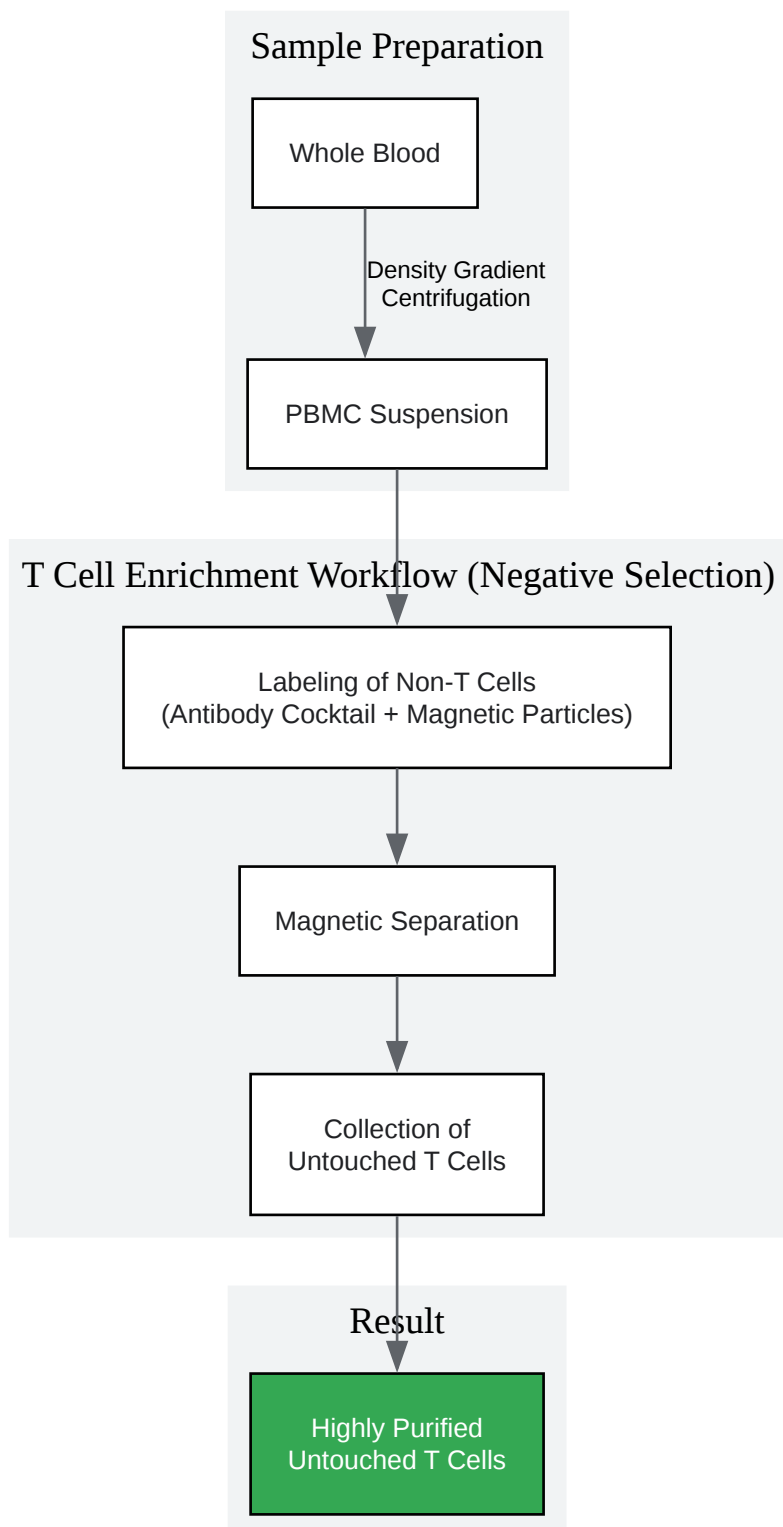 Sample Preparation
Whole Blood
Density Gradient
Centrifugation
PBMC Suspension
T Cell Enrichment Workflow (Negative Selection)
Labeling of Non-T Cells
(Antibody Cocktail + Magnetic Particles)
Magnetic Separation
Collection of
Untouched T Cells
Result
Highly Purified
Untouched T Cells